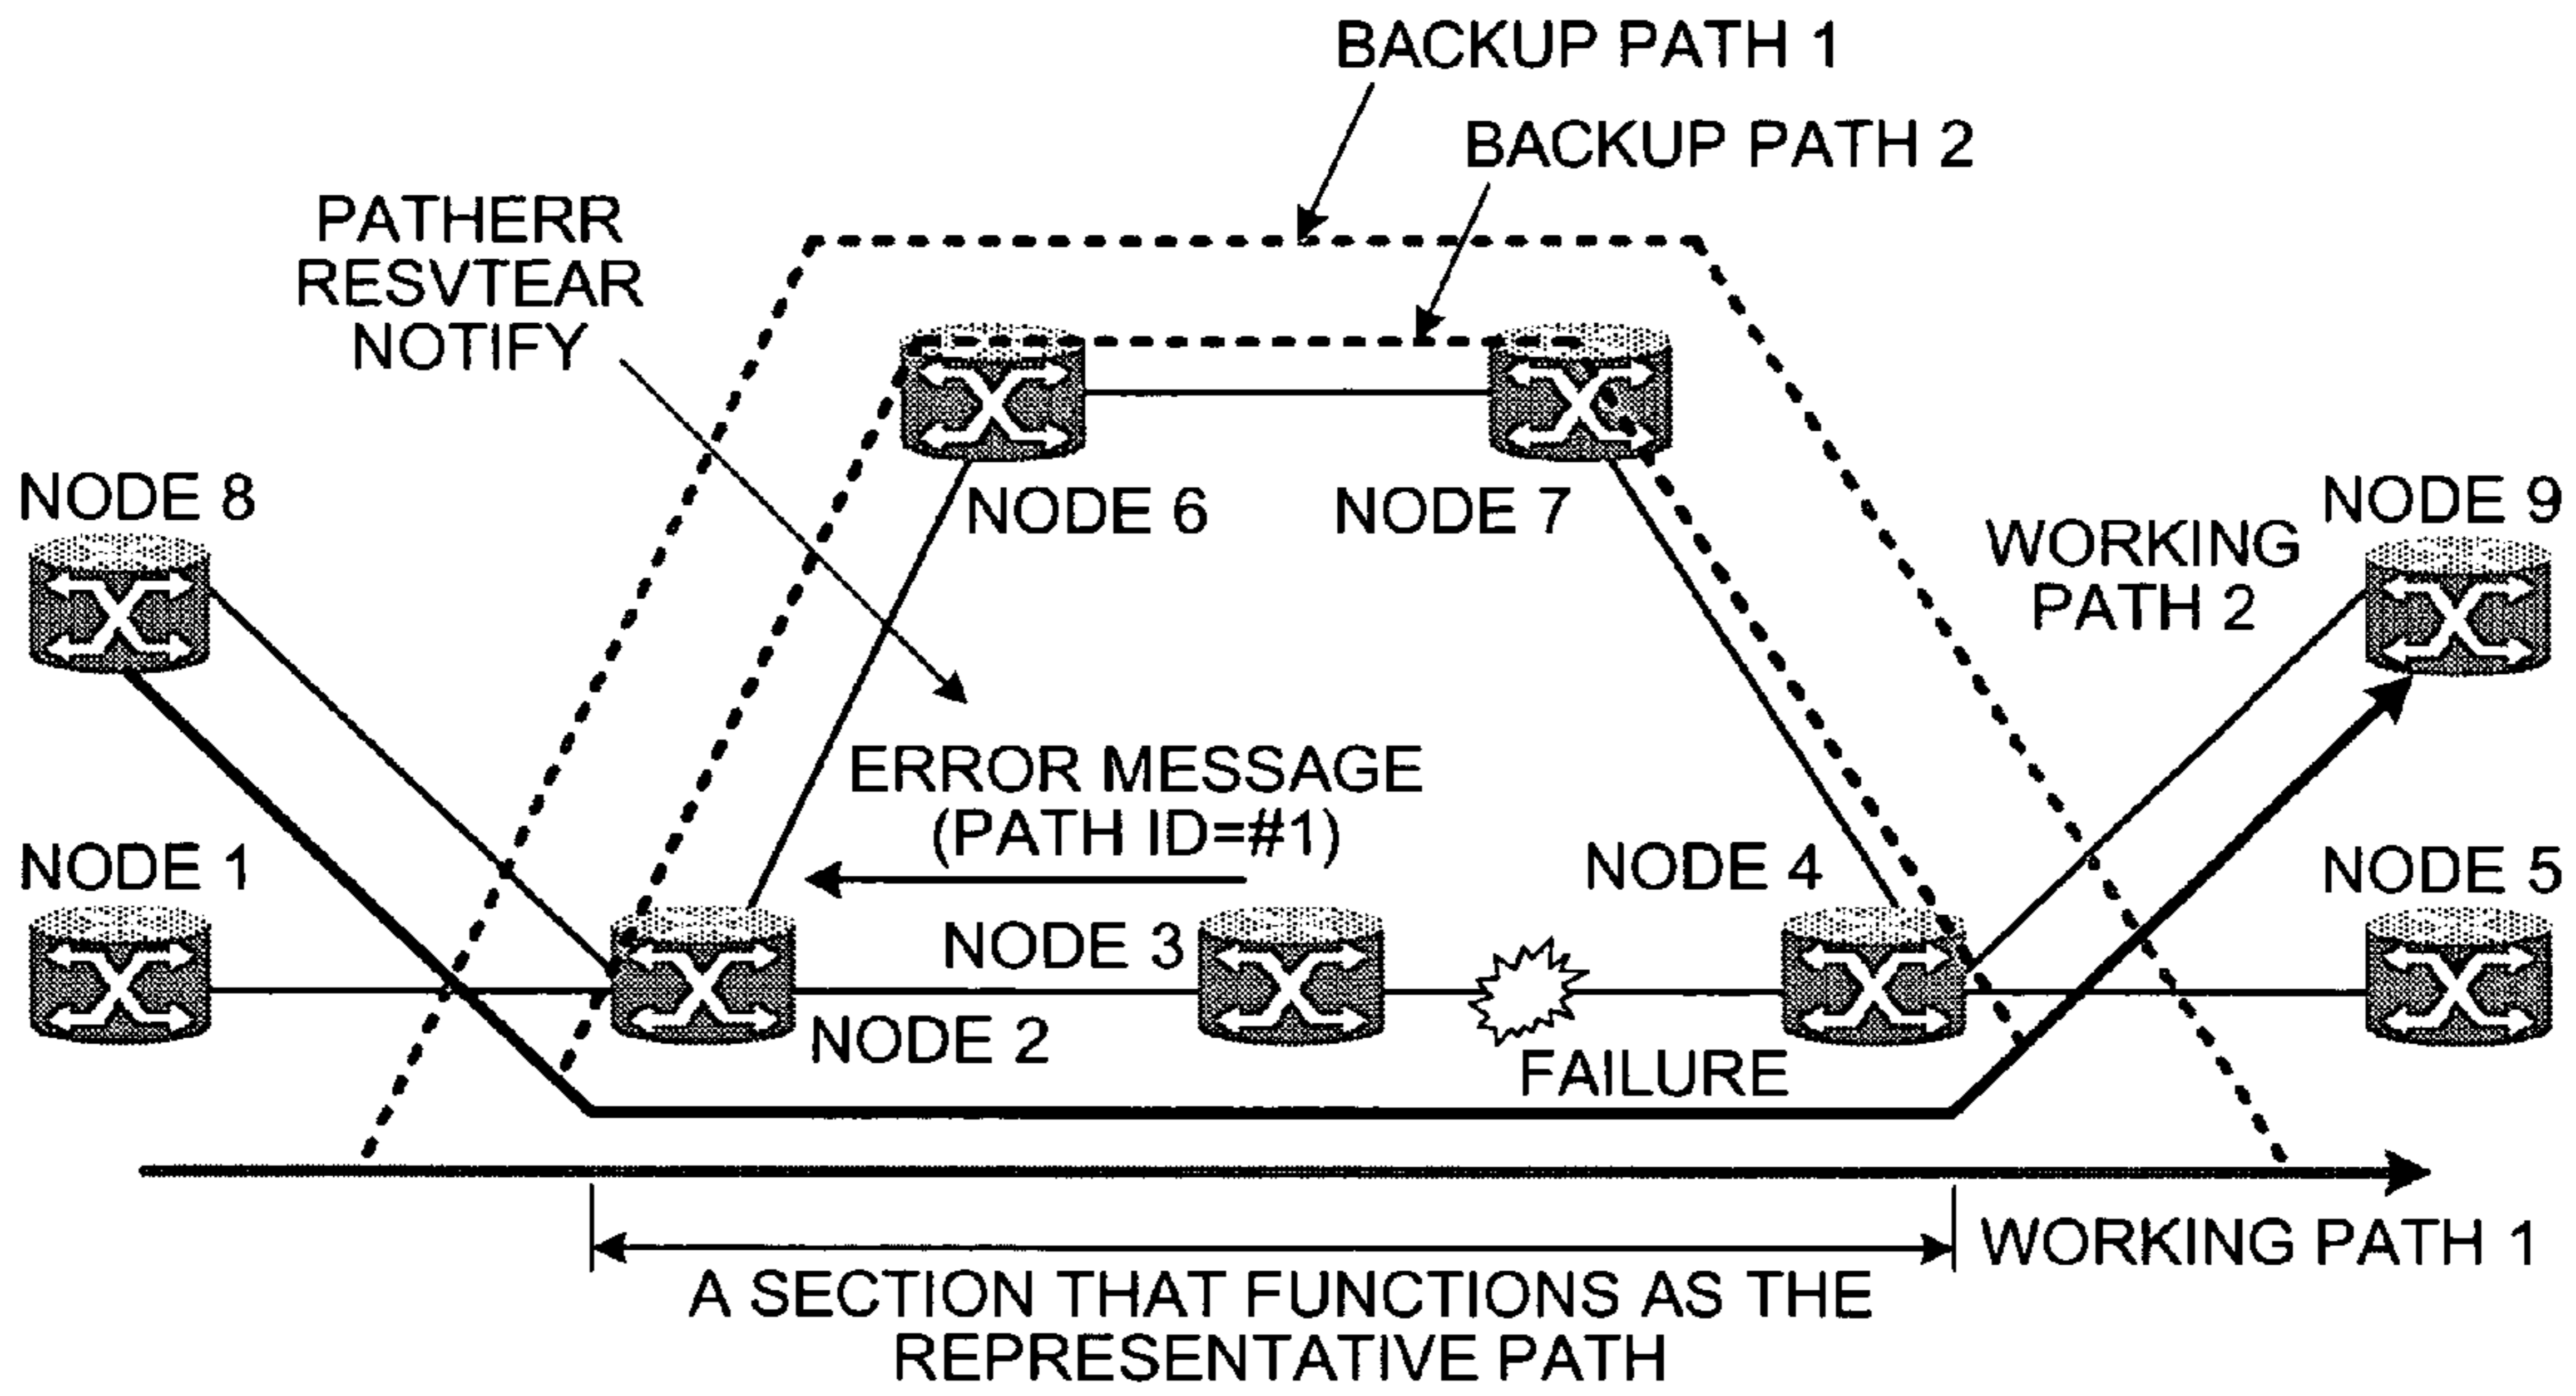 BACKUP PATH 1
BACKUP PATH 2
PATHERR
RESVTEAR
NOTIFY
NODE 8
NODE 6
NODE 7
NODE 9
WORKING
PATH 2
ERROR MESSAGE
(PATH ID=#1)
NODE 1
NODE 4
NODE 5
NODE 3
NODE 2
FAILURE
WORKING PATH 1
A SECTION THAT FUNCTIONS AS THE
REPRESENTATIVE PATH